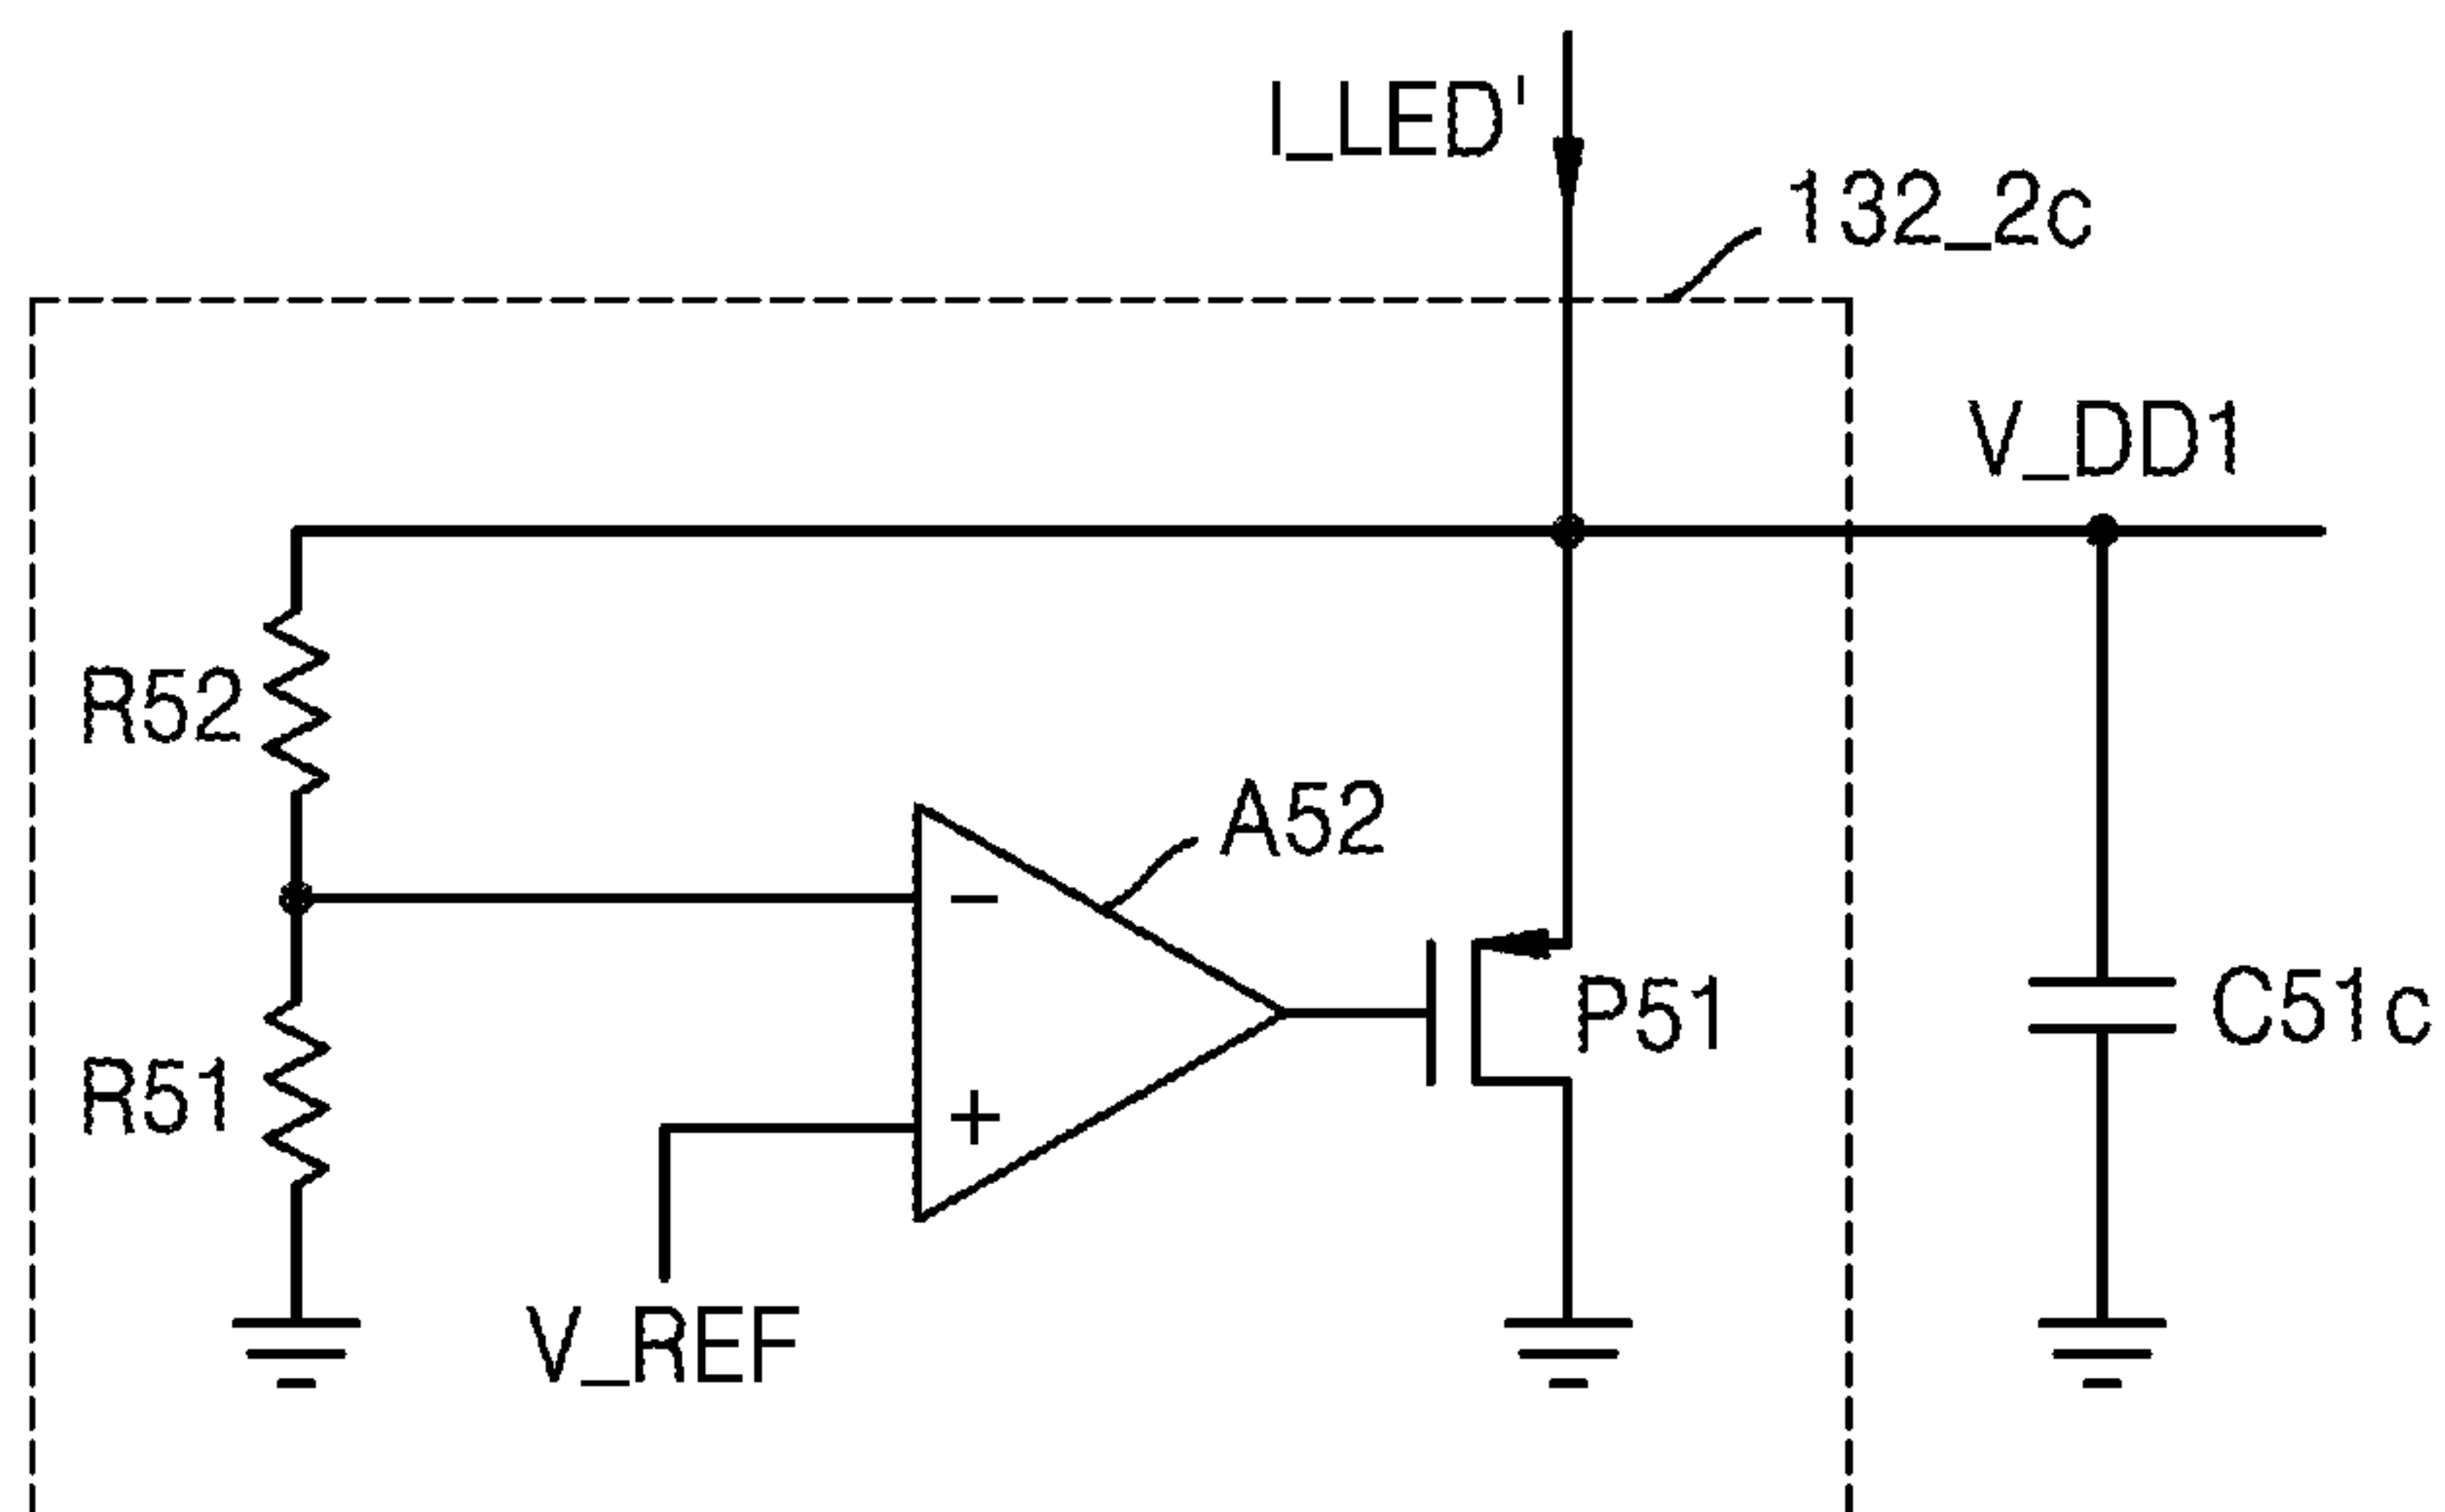 I_LED'
132_2c
V_DD1
R52
A52
−
P51
C51c
R51
+
V_REF